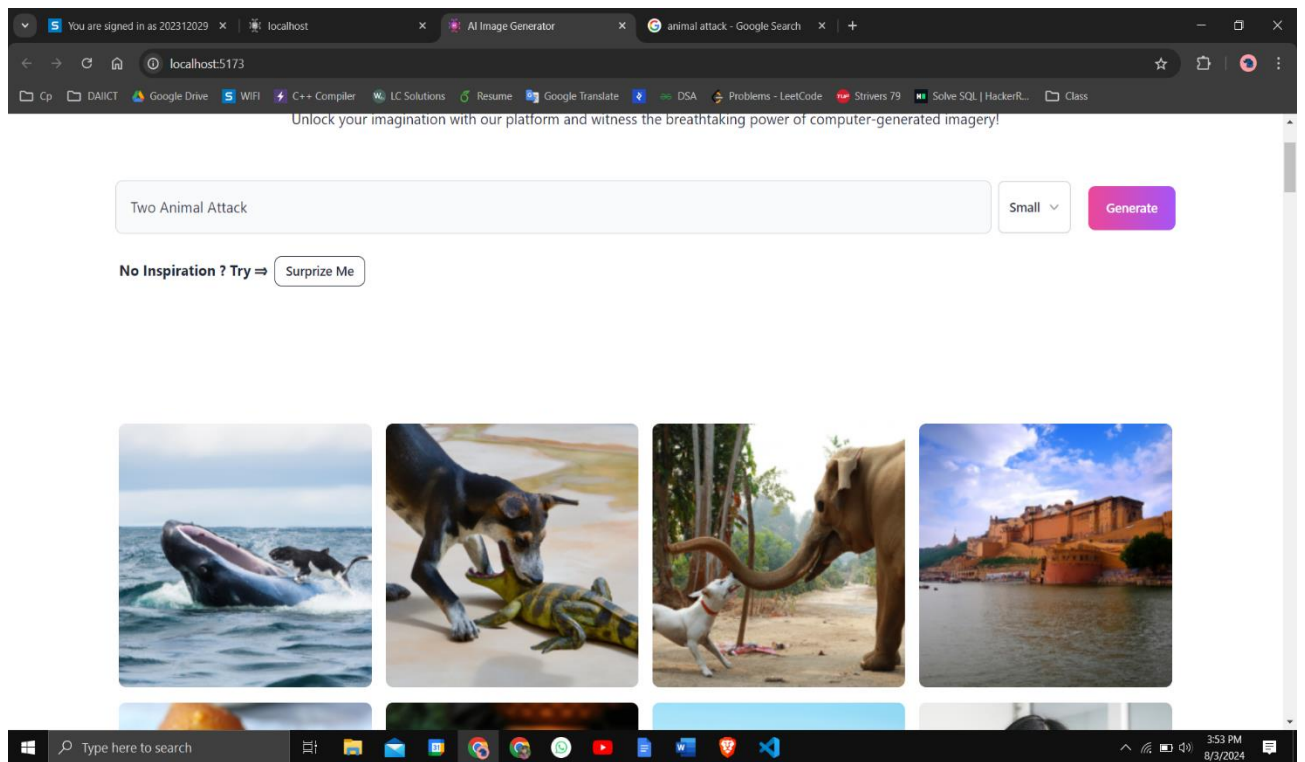 You are signed in as 202312029
localhost
AI Image Generator
animal attack - Google Search
localhost:5173
Cp
DAIICT
Google Drive
WIFI
C++ Compiler
LC Solutions
Resume
Google Translate
DSA
Problems - LeetCode
Strivers 79
Solve SQL | HackerR...
Class
Unlock your imagination with our platform and witness the breathtaking power of computer-generated imagery!
Two Animal Attack
Small
Generate
No Inspiration ? Try ⇒
Surprize Me
Type here to search
3:53 PM
8/3/2024